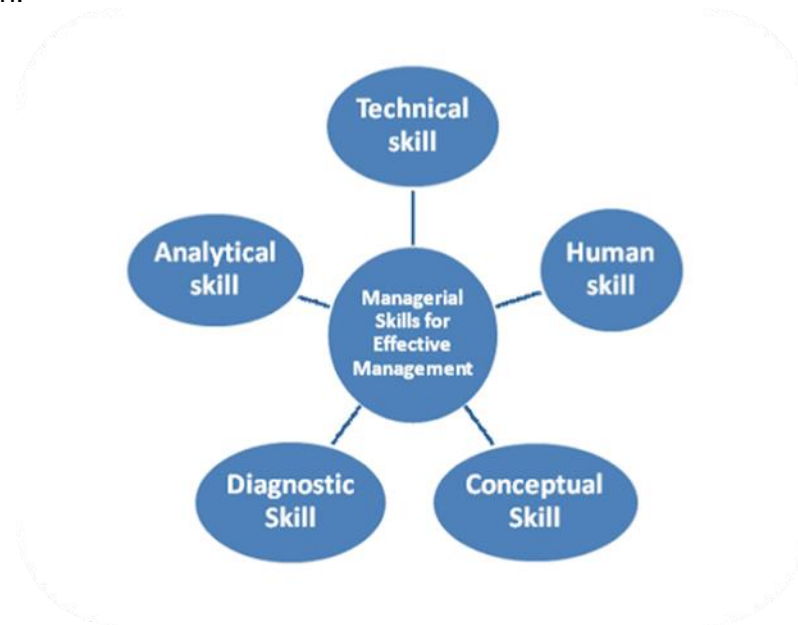 Technical
skill
Human
skill
Conceptual
Skill
Diagnostic
Skill
Analytical
skill
Managerial
Skills for
Effective
Management